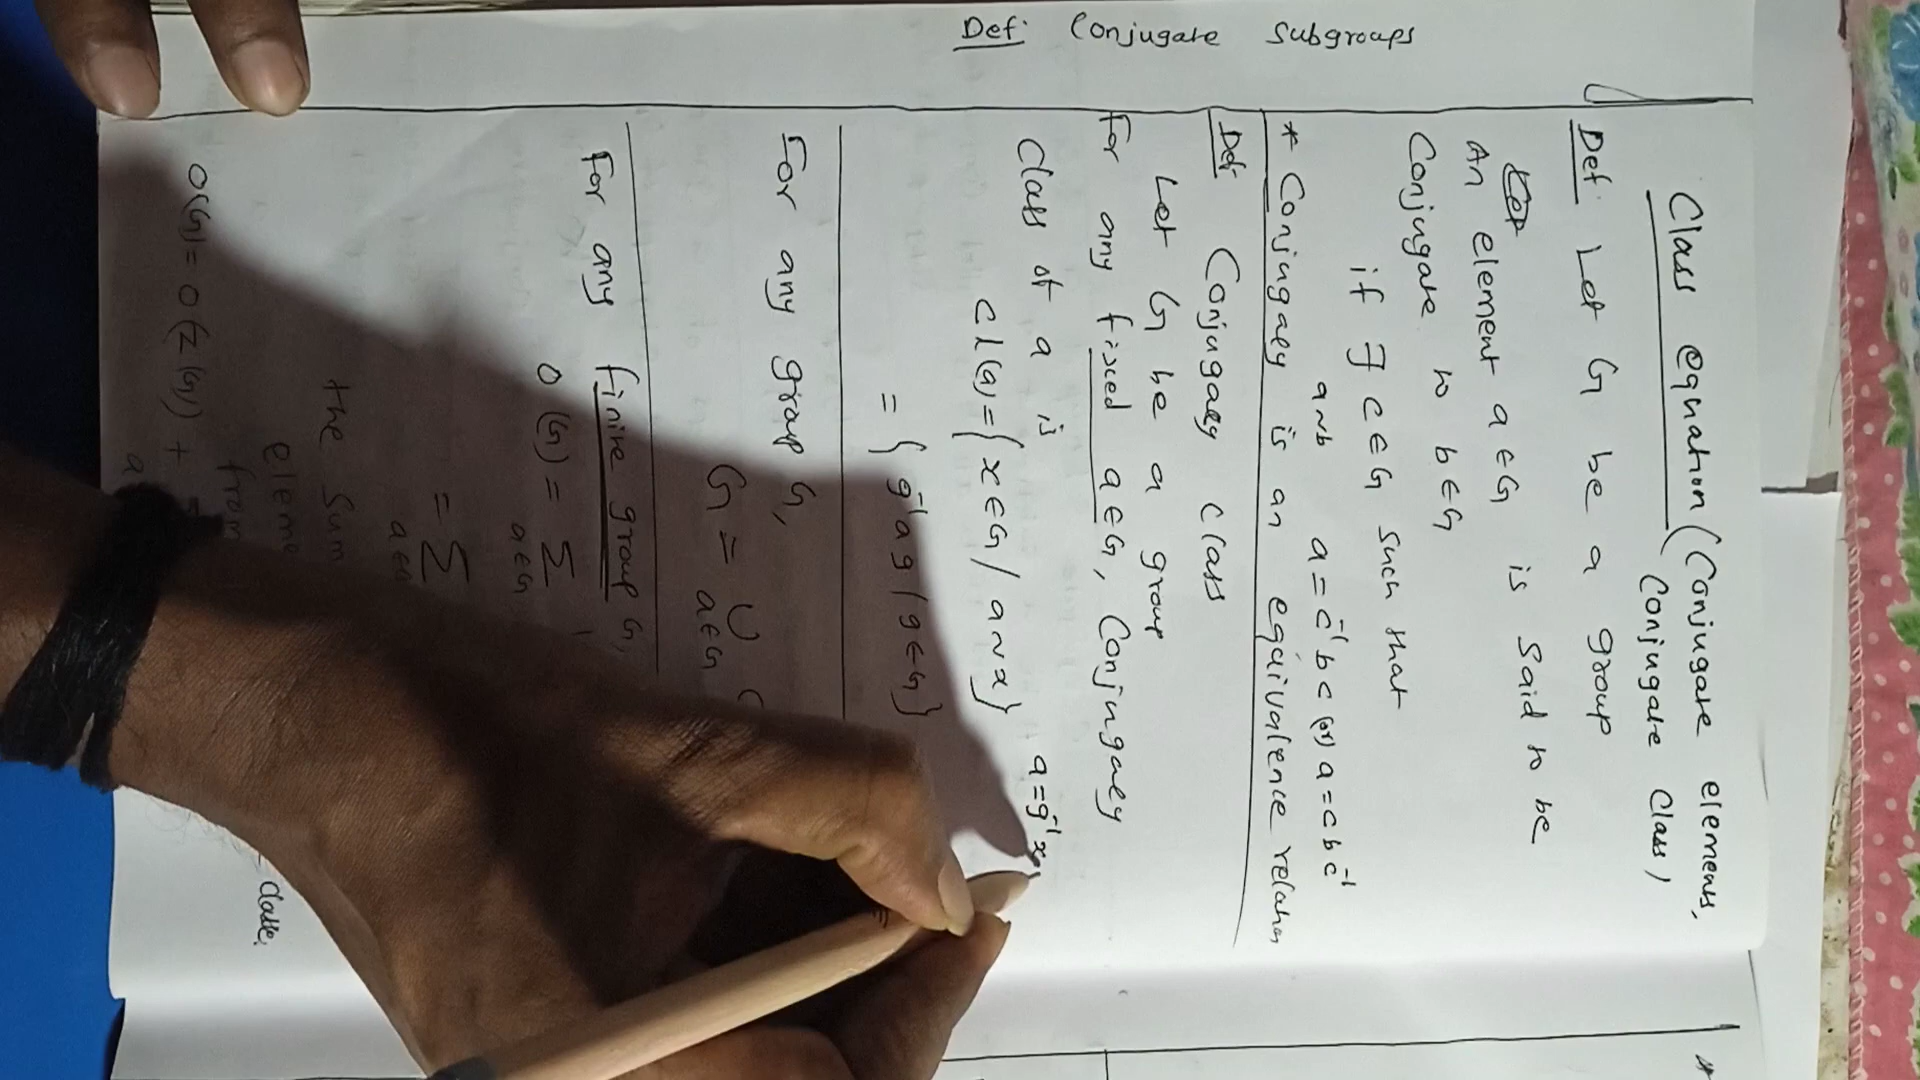 Def: Conjugate Subgroups
Class equation (Conjugate elements,
Conjugate class,
Def: Let G be a group
An element a ∈ G is said to be
Conjugate to b ∈ G
if ∃ c ∈ G such that
a~b a = c⁻¹bc (or) a = cbc⁻¹
* Conjugacy is an equivalence relation
Def Conjugacy class
Let G be a group
For any fixed a ∈ G, Conjugacy
Class of a is
cl(a) = {x ∈ G / a~x} a = g⁻¹x
= {g⁻¹ag / g ∈ G}
For any group G,
G = ∪
a ∈ G
For any finite group G,
O(G) = Σ
a ∈ G
= Σ
a ∈ G
the sum
eleme
from
class.
O(G) = O(Z(G)) +
a